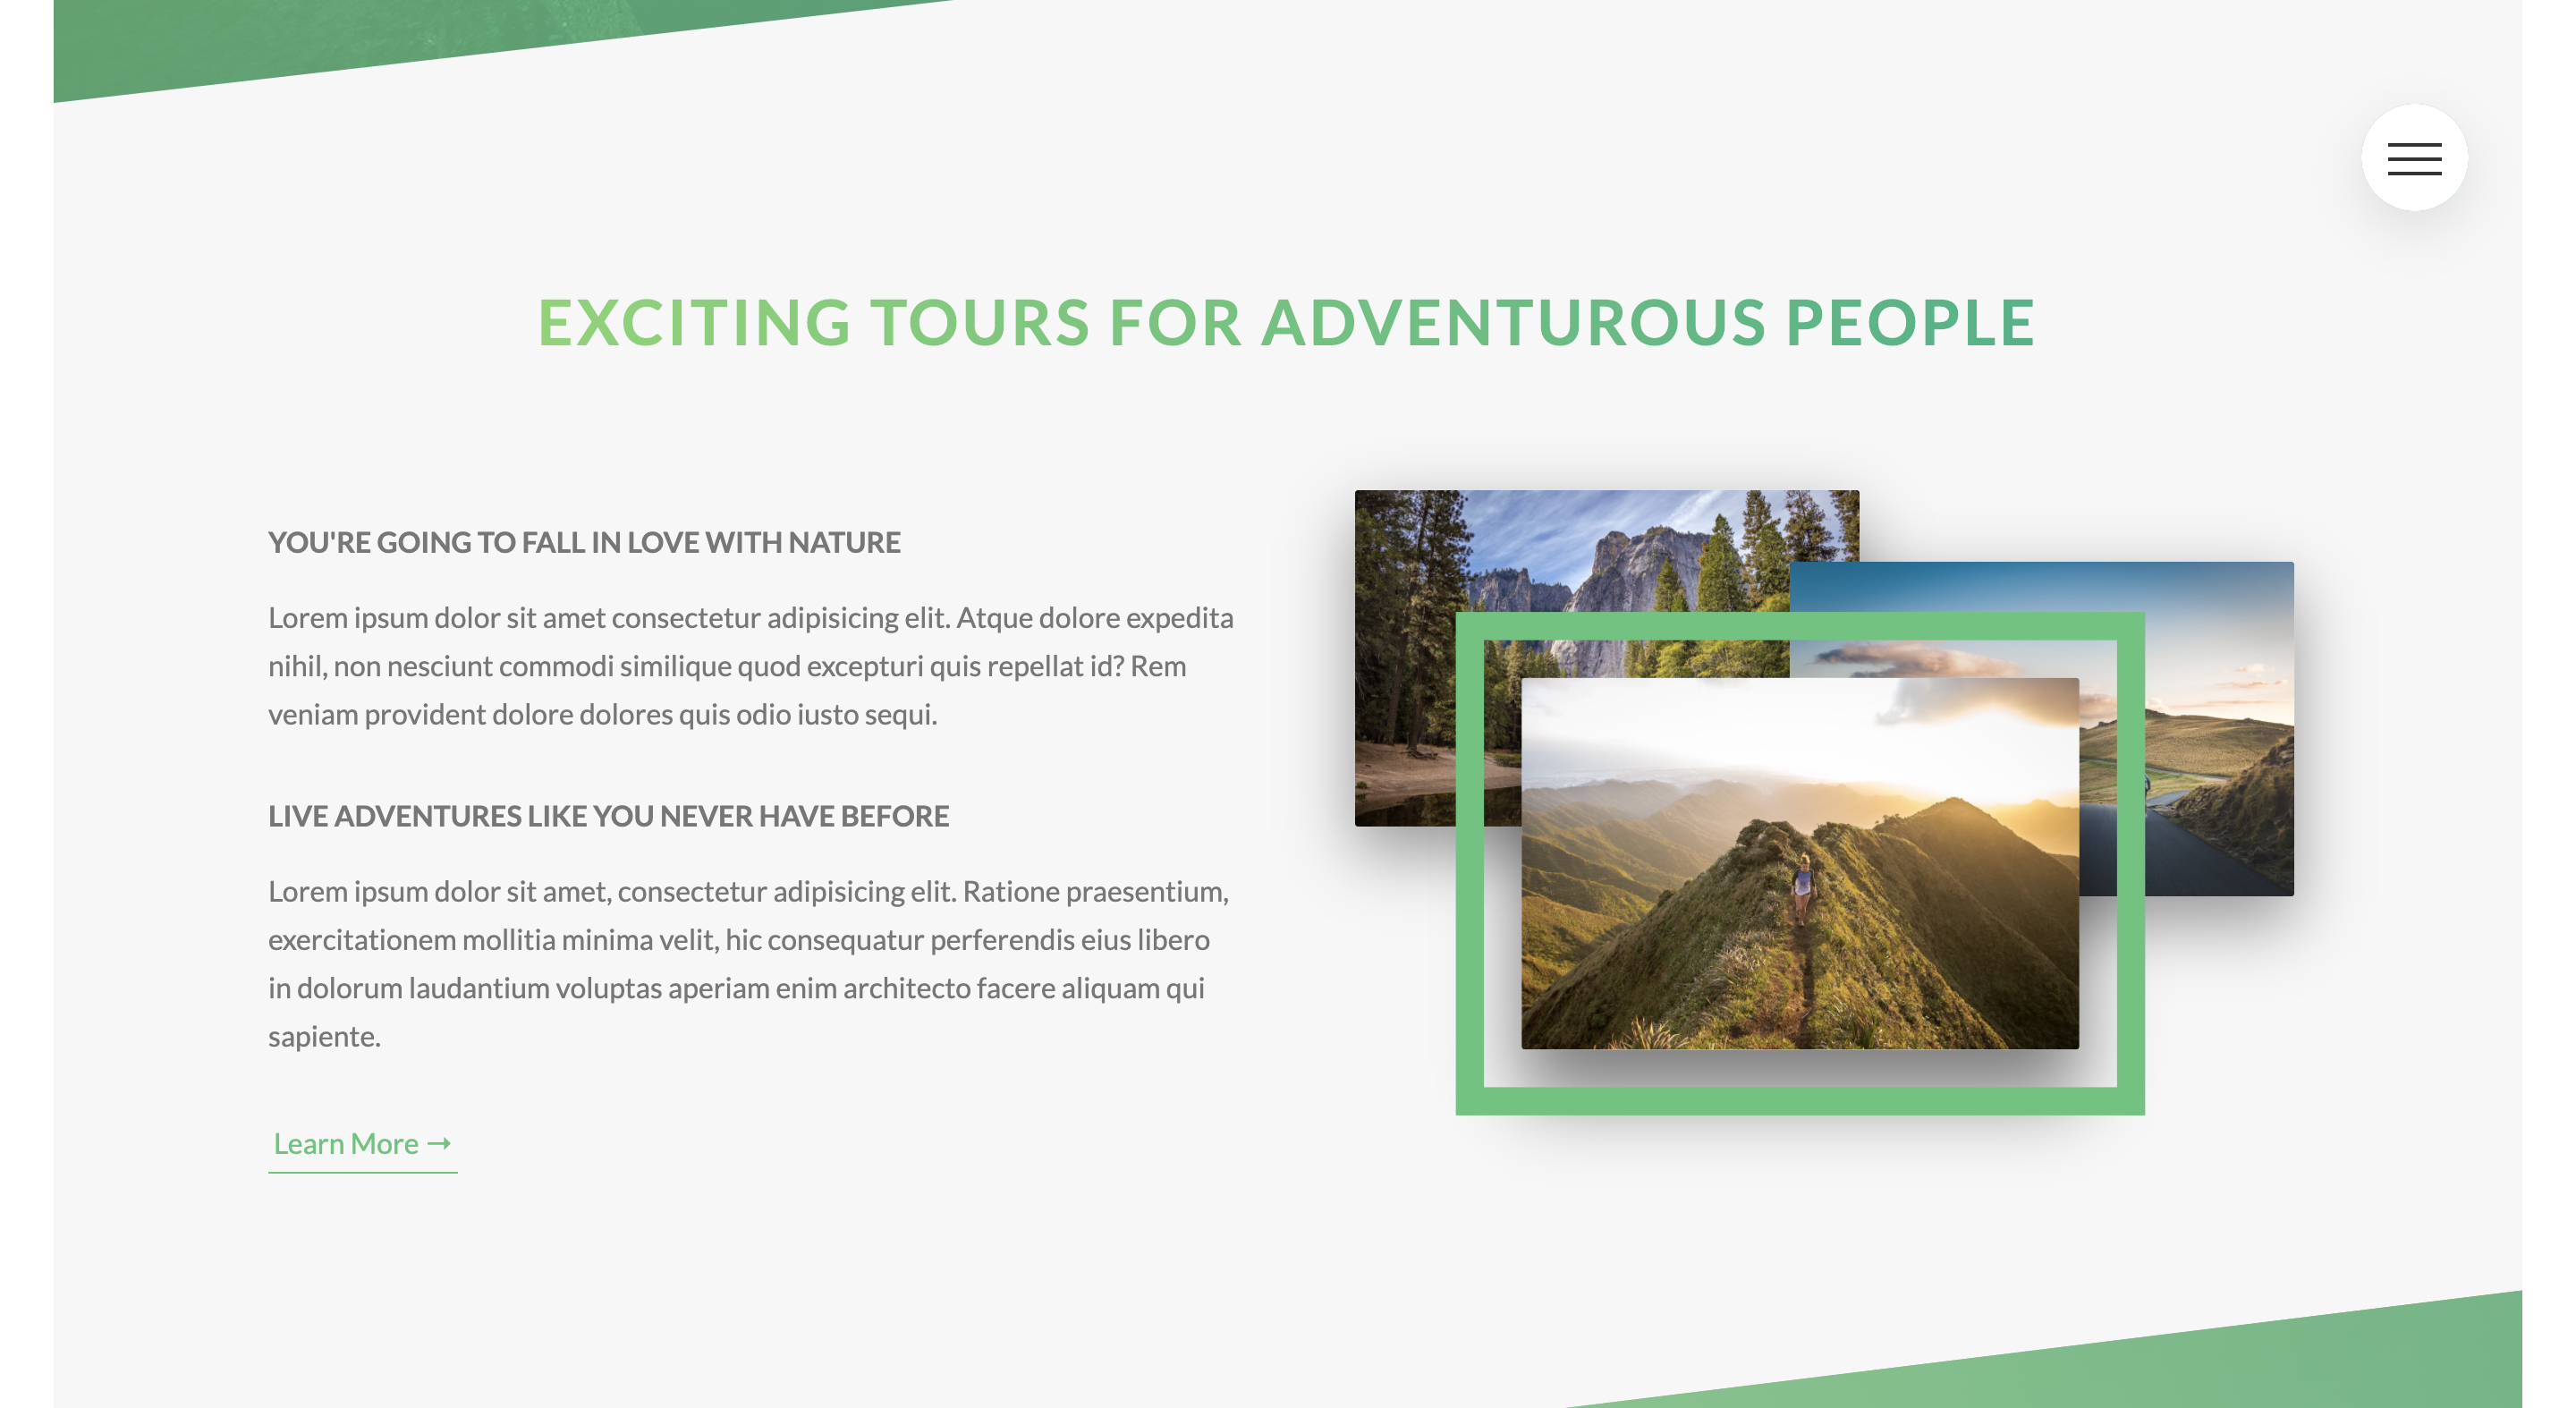 EXCITING TOURS FOR ADVENTUROUS PEOPLE
YOU'RE GOING TO FALL IN LOVE WITH NATURE
Lorem ipsum dolor sit amet consectetur adipisicing elit. Atque dolore expedita
nihil, non nesciunt commodi similique quod excepturi quis repellat id? Rem
veniam provident dolore dolores quis odio iusto sequi.
LIVE ADVENTURES LIKE YOU NEVER HAVE BEFORE
Lorem ipsum dolor sit amet, consectetur adipisicing elit. Ratione praesentium,
exercitationem mollitia minima velit, hic consequatur perferendis eius libero
in dolorum laudantium voluptas aperiam enim architecto facere aliquam qui
sapiente.
Learn More →